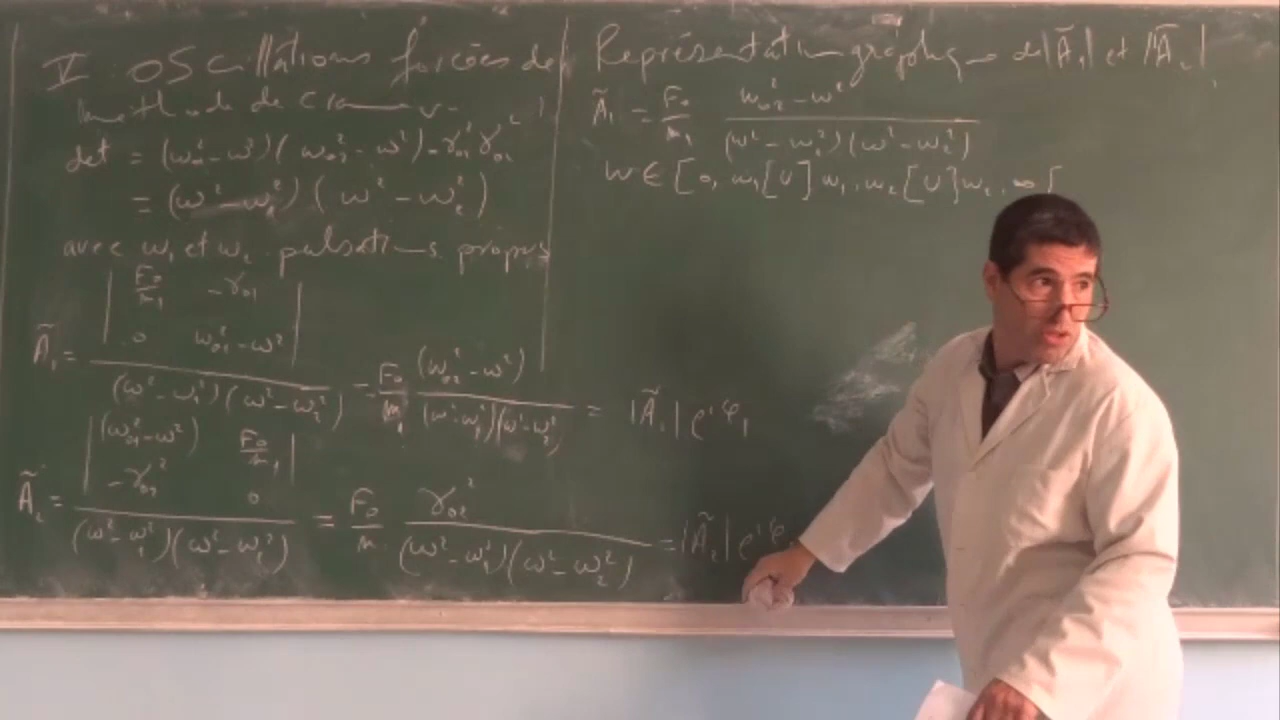 V OSCillations forcées de
méthode de Cramer
det = (ω₀₁² - ω²)(ω₀₂² - ω²) - γ₀₁² γ₀₂²
= (ω² - ω₁²)(ω² - ω₂²)
avec ω₁ et ω₂ pulsations propres
F₀/m₁ -γ₀₁
0 ω₀₂² - ω²
Ã₁ = ――― = F₀/m₁ (ω₀₂² - ω²)/((ω² - ω₁²)(ω² - ω₂²)) = |Ã₁| e^{iφ₁}
(ω² - ω₁²)(ω² - ω₂²)
(ω₀₁² - ω²) F₀/m₁
-γ₀₂² 0
Ã₂ = ――― = F₀/m γ₀₂²/((ω² - ω₁²)(ω² - ω₂²)) = |Ã₂| e^{iφ
(ω² - ω₁²)(ω² - ω₂²)
Représentation graphique de |Ã₁| et |Ã₂|
Ã₁ = F₀/m₁ (ω₀₂² - ω²)/((ω² - ω₁²)(ω² - ω₂²))
ω ∈ [0, ω₁[ U ]ω₁, ω₂[ U ]ω₂, ∞[